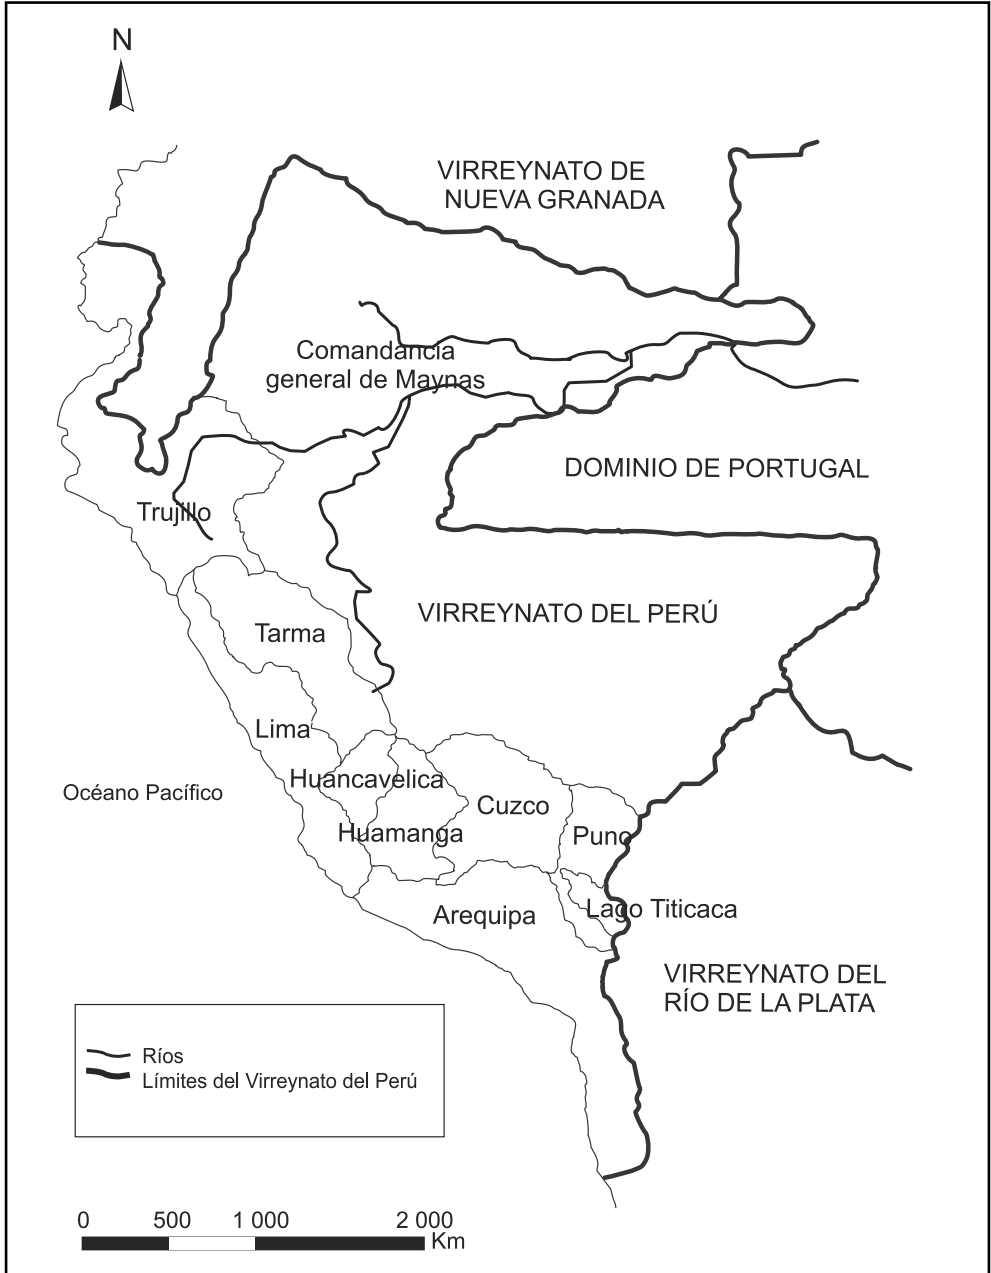 N
VIRREYNATO DE
NUEVA GRANADA
Comandancia
general de Maynas
DOMINIO DE PORTUGAL
Trujillo
VIRREYNATO DEL PERÚ
Tarma
Lima
Huancavelica
Océano Pacífico
Cuzco
Huamanga
Puno
Lago Titicaca
Arequipa
VIRREYNATO DEL
RÍO DE LA PLATA
Ríos
Límites del Virreynato del Perú
0 500 1 000 2 000
Km